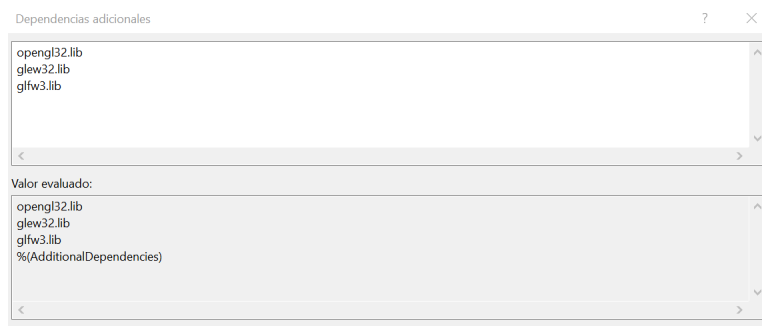 Dependencias adicionales
opengl32.lib
glew32.lib
glfw3.lib
Valor evaluado:
opengl32.lib
glew32.lib
glfw3.lib
%(AdditionalDependencies)